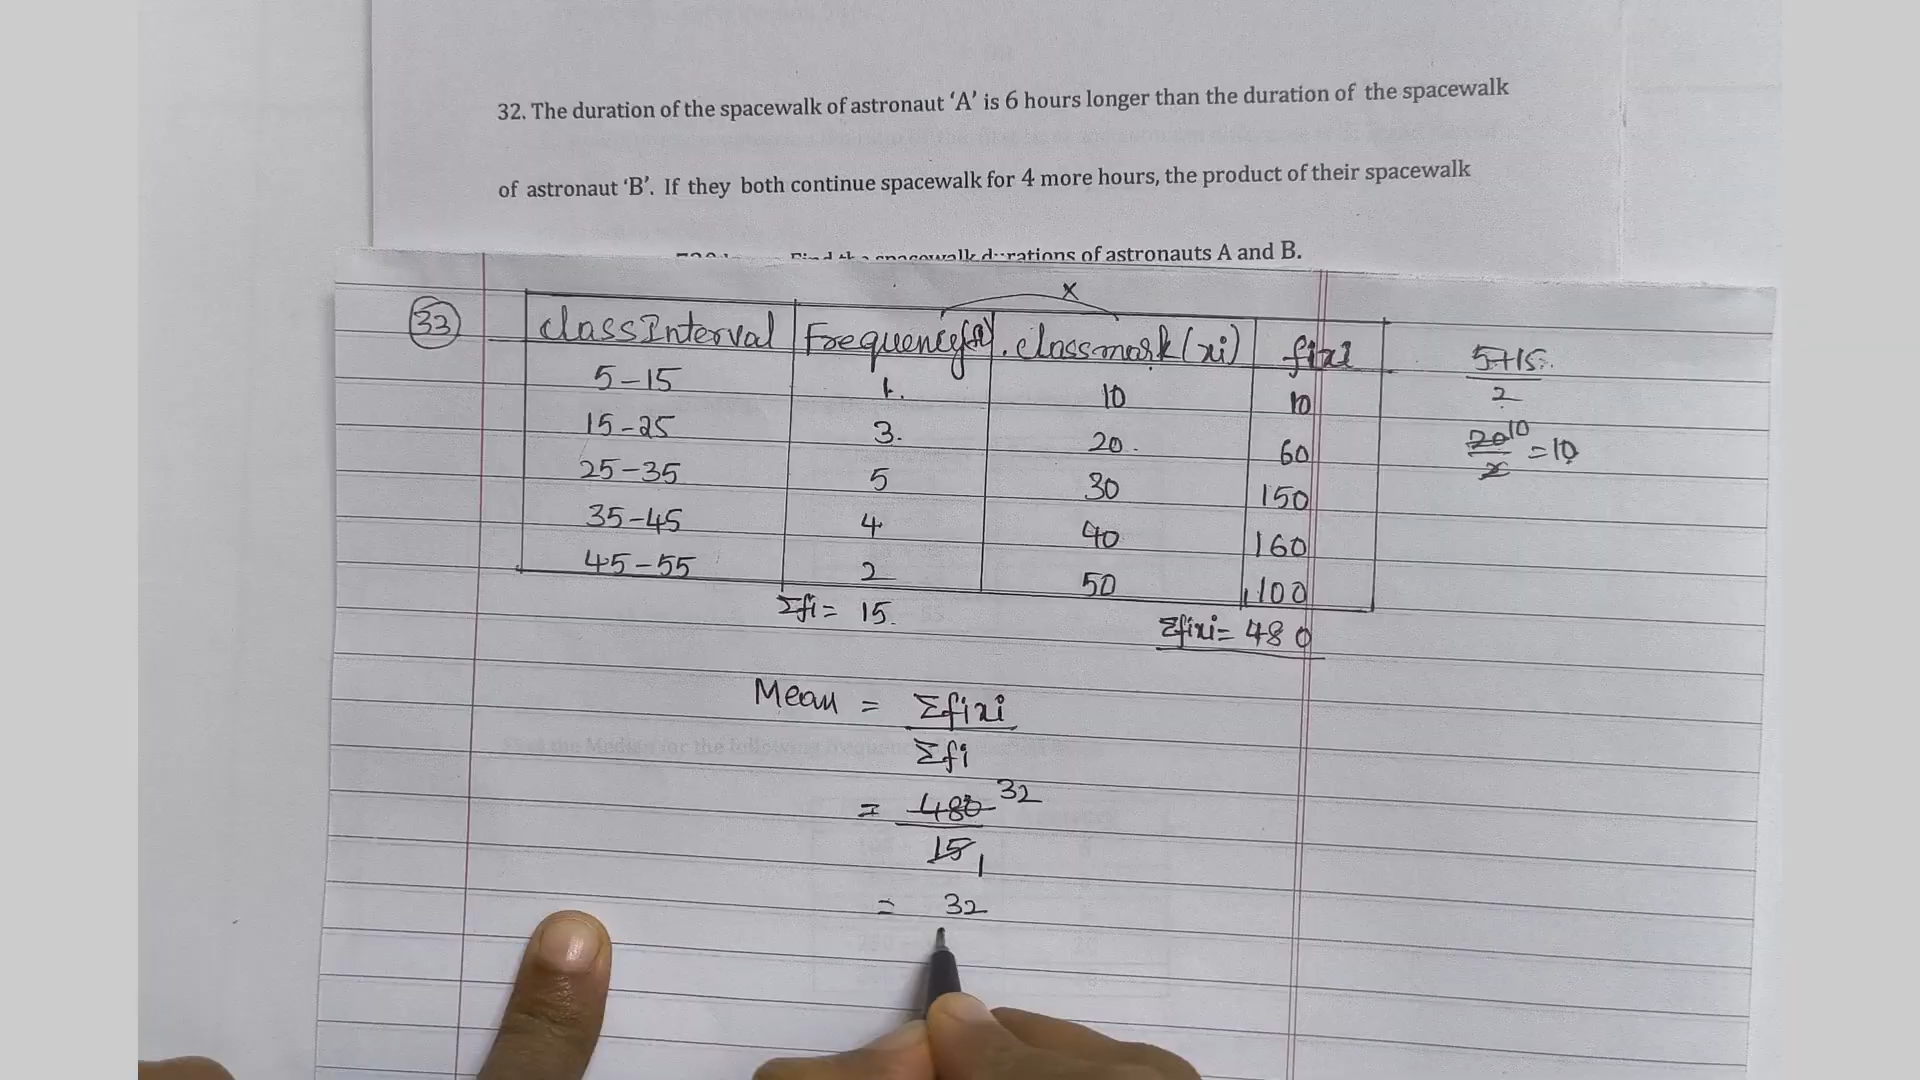 32. The duration of the spacewalk of astronaut ‘A’ is 6 hours longer than the duration of the spacewalk
of astronaut ‘B’. If they both continue spacewalk for 4 more hours, the product of their spacewalk
Find the spacewalk durations of astronauts A and B.
x
33 class Interval Frequency(fi). classmark (xi) fixi
5-15 1. 10 10
15-25 3. 20. 60
25-35 5 30 150
35-45 4 40 160
45-55 2 50 100
Σfi = 15. Σfixi = 480
5+15
2
20 10
2 = 10
Mean = Σfixi
Σfi
= 480 32
15 1
= 32